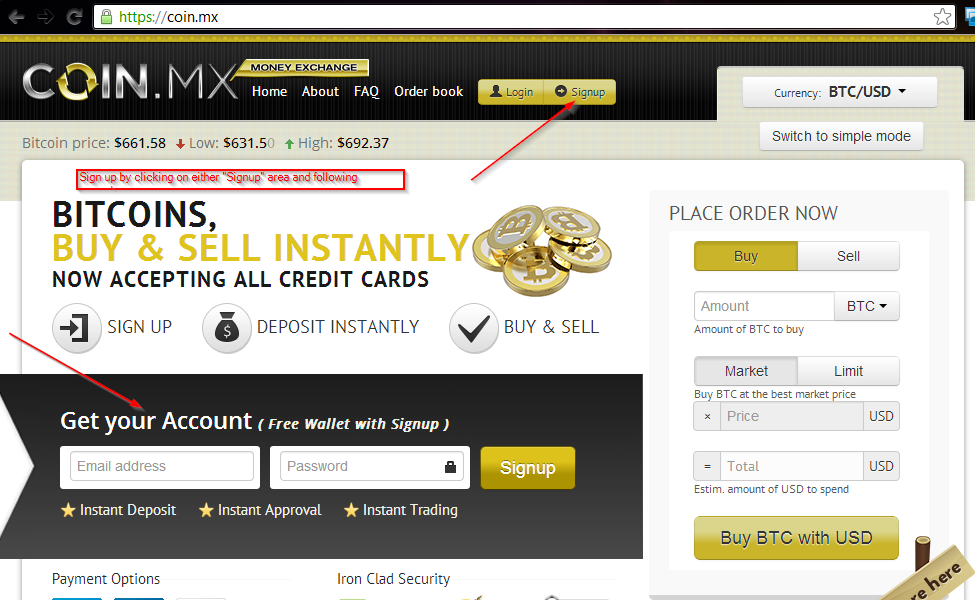 https://coin.mx
COIN.MX
MONEY EXCHANGE
Home About FAQ Order book Login Signup
Currency: BTC/USD
Switch to simple mode
Bitcoin price: $661.58 Low: $631.50 High: $692.37
Sign up by clicking on either "Signup" area and following
BITCOINS,
BUY & SELL INSTANTLY
NOW ACCEPTING ALL CREDIT CARDS
SIGN UP DEPOSIT INSTANTLY BUY & SELL
Get your Account ( Free Wallet with Signup )
Email address Password Signup
Instant Deposit Instant Approval Instant Trading
Payment Options Iron Clad Security
PLACE ORDER NOW
Buy Sell
Amount BTC
Amount of BTC to buy
Market Limit
Buy BTC at the best market price
× Price USD
= Total USD
Estim. amount of USD to spend
Buy BTC with USD
here